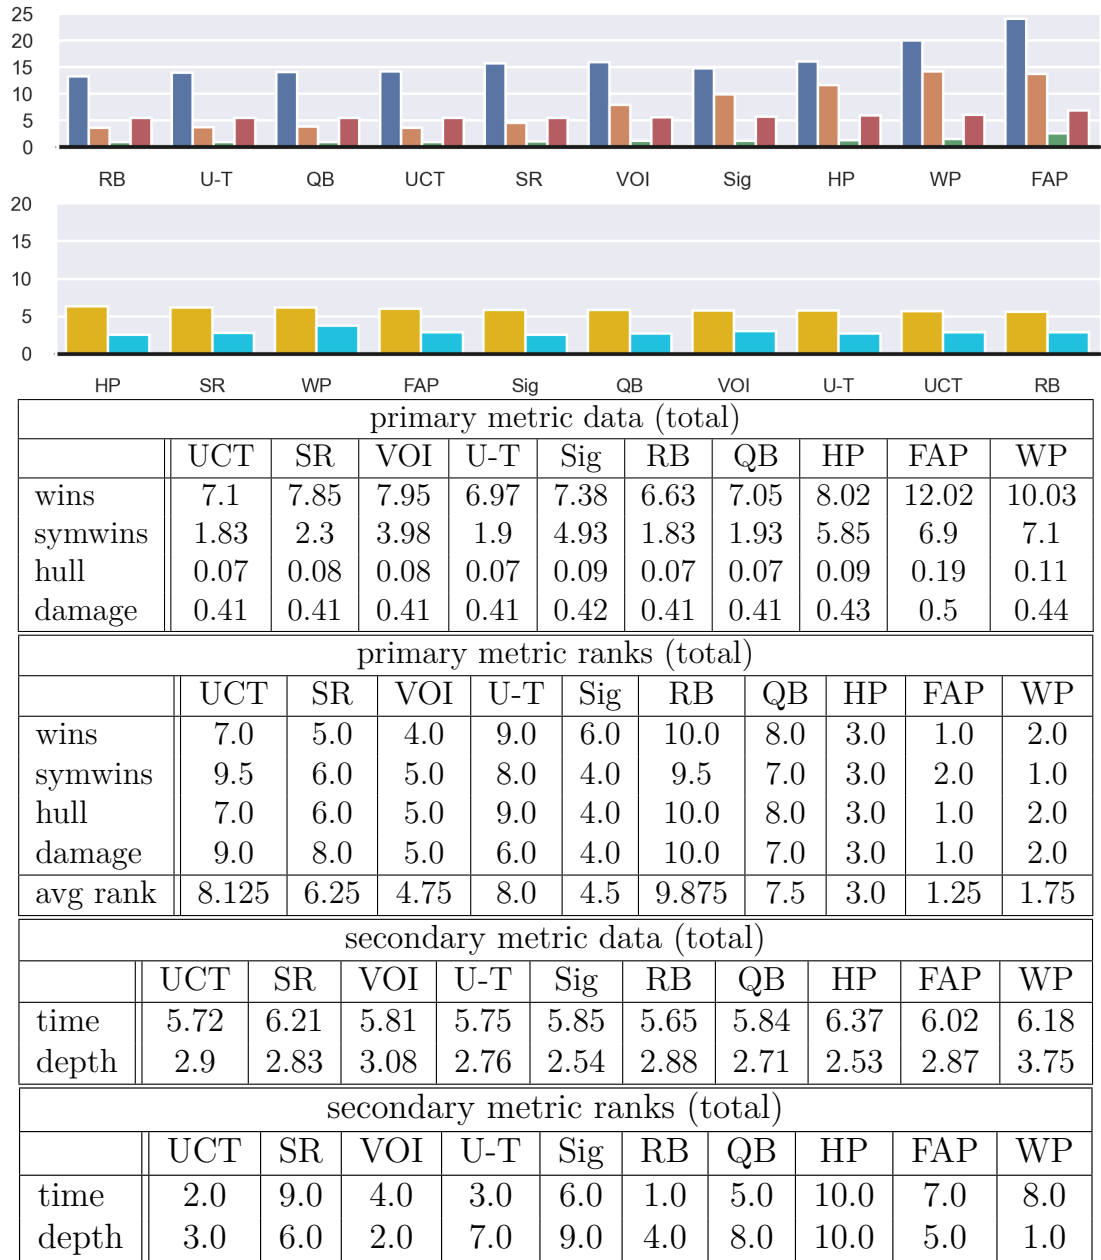 25
20
15
10
5
0
RB U-T QB UCT SR VOI Sig HP WP FAP
20
15
10
5
0
HP SR WP FAP Sig QB VOI U-T UCT RB
primary metric data (total)
UCT SR VOI U-T Sig RB QB HP FAP WP
wins 7.1 7.85 7.95 6.97 7.38 6.63 7.05 8.02 12.02 10.03
symwins 1.83 2.3 3.98 1.9 4.93 1.83 1.93 5.85 6.9 7.1
hull 0.07 0.08 0.08 0.07 0.09 0.07 0.07 0.09 0.19 0.11
damage 0.41 0.41 0.41 0.41 0.42 0.41 0.41 0.43 0.5 0.44
primary metric ranks (total)
UCT SR VOI U-T Sig RB QB HP FAP WP
wins 7.0 5.0 4.0 9.0 6.0 10.0 8.0 3.0 1.0 2.0
symwins 9.5 6.0 5.0 8.0 4.0 9.5 7.0 3.0 2.0 1.0
hull 7.0 6.0 5.0 9.0 4.0 10.0 8.0 3.0 1.0 2.0
damage 9.0 8.0 5.0 6.0 4.0 10.0 7.0 3.0 1.0 2.0
avg rank 8.125 6.25 4.75 8.0 4.5 9.875 7.5 3.0 1.25 1.75
secondary metric data (total)
UCT SR VOI U-T Sig RB QB HP FAP WP
time 5.72 6.21 5.81 5.75 5.85 5.65 5.84 6.37 6.02 6.18
depth 2.9 2.83 3.08 2.76 2.54 2.88 2.71 2.53 2.87 3.75
secondary metric ranks (total)
UCT SR VOI U-T Sig RB QB HP FAP WP
time 2.0 9.0 4.0 3.0 6.0 1.0 5.0 10.0 7.0 8.0
depth 3.0 6.0 2.0 7.0 9.0 4.0 8.0 10.0 5.0 1.0